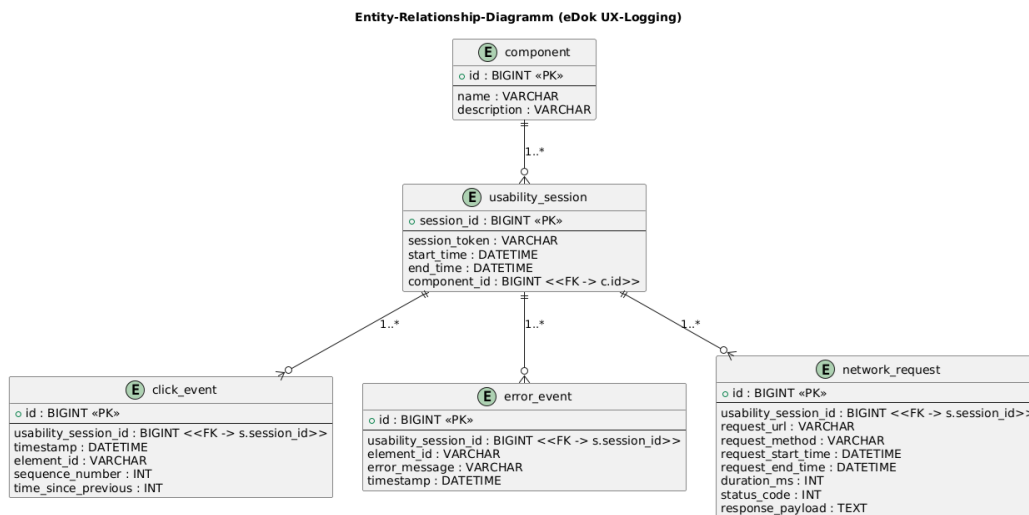 Entity-Relationship-Diagramm (eDok UX-Logging)
E component
id : BIGINT «PK»
name : VARCHAR
description : VARCHAR
1..*
E usability_session
session_id : BIGINT «PK»
session_token : VARCHAR
start_time : DATETIME
end_time : DATETIME
component_id : BIGINT <<FK -> c.id>>
1..*
1..*
1..*
E click_event
id : BIGINT «PK»
usability_session_id : BIGINT <<FK -> s.session_id>>
timestamp : DATETIME
element_id : VARCHAR
sequence_number : INT
time_since_previous : INT
E error_event
id : BIGINT «PK»
usability_session_id : BIGINT <<FK -> s.session_id>>
element_id : VARCHAR
error_message : VARCHAR
timestamp : DATETIME
E network_request
id : BIGINT «PK»
usability_session_id : BIGINT <<FK -> s.session_id>>
request_url : VARCHAR
request_method : VARCHAR
request_start_time : DATETIME
request_end_time : DATETIME
duration_ms : INT
status_code : INT
response_payload : TEXT